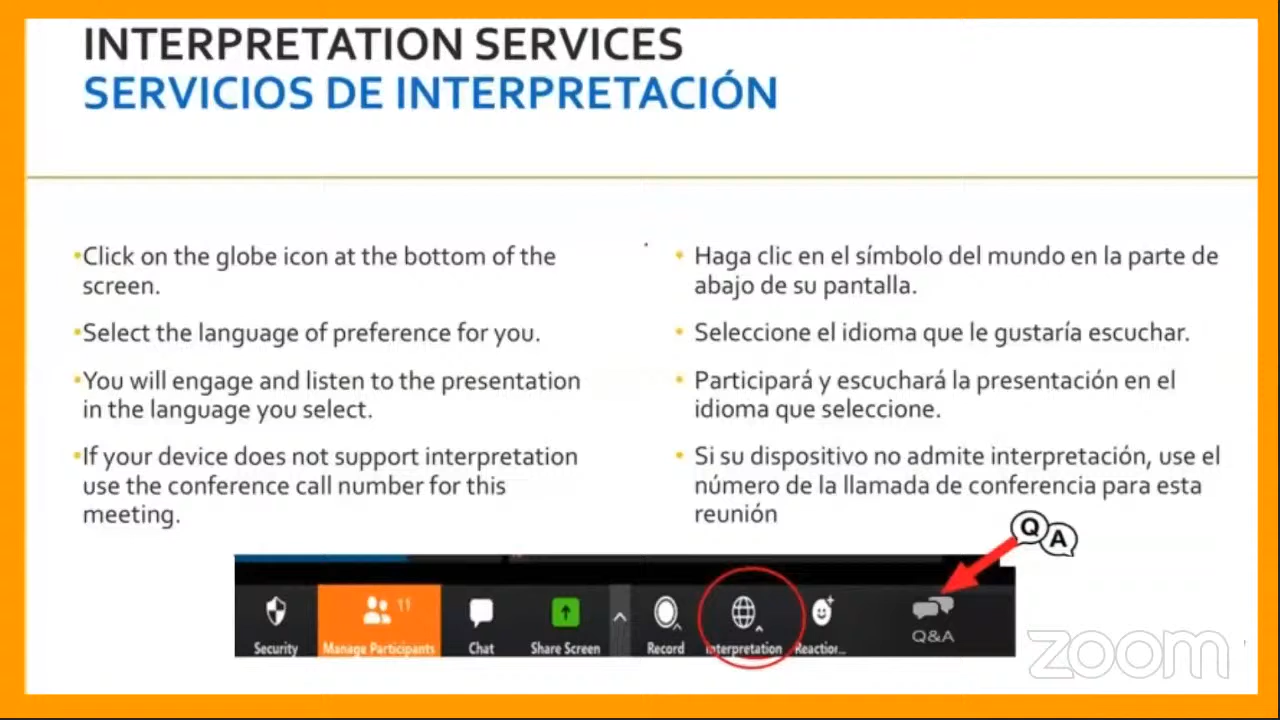 INTERPRETATION SERVICES
SERVICIOS DE INTERPRETACIÓN
•Click on the globe icon at the bottom of the
screen.
•Select the language of preference for you.
•You will engage and listen to the presentation
in the language you select.
•If your device does not support interpretation
use the conference call number for this
meeting.
• Haga clic en el símbolo del mundo en la parte de
abajo de su pantalla.
• Seleccione el idioma que le gustaría escuchar.
• Participará y escuchará la presentación en el
idioma que seleccione.
• Si su dispositivo no admite interpretación, use el
número de la llamada de conferencia para esta
reunión
Q A
11
Security
Manage Participants
Chat
Share Screen
Record
Interpretation
Reaction...
Q&A
zoom